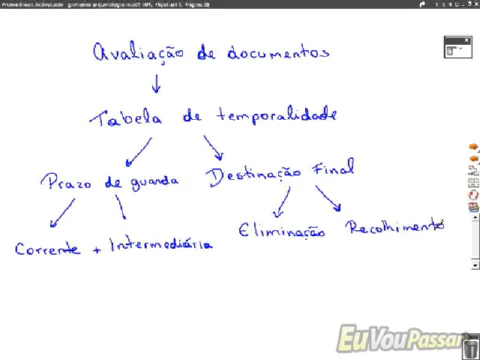 Avaliação de documentos
Tabela de temporalidade
Prazo de guarda Destinação Final
Corrente + Intermediária Eliminação Recolhimento
EuVouPassar